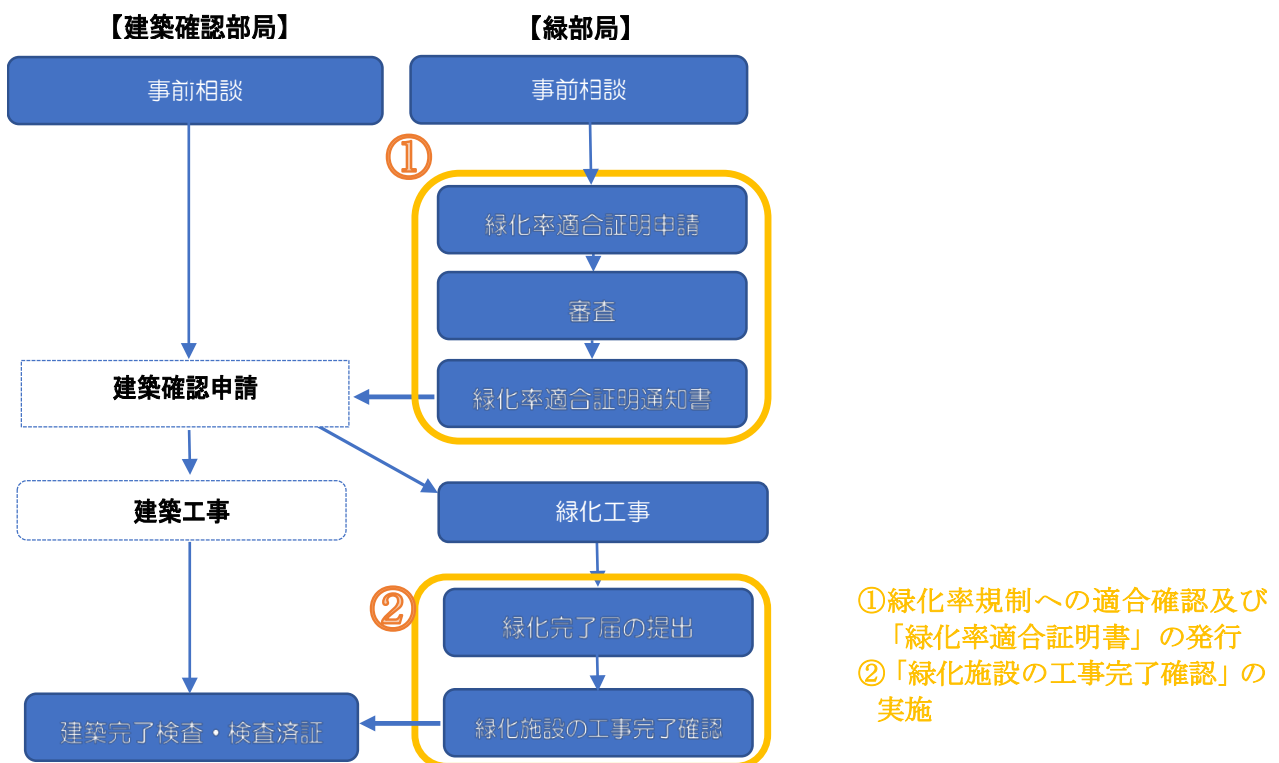 【建築確認部局】
【緑部局】
事前相談
事前相談
①
緑化率適合証明申請
審査
緑化率適合証明通知書
建築確認申請
建築工事
緑化工事
②
緑化完了届の提出
緑化施設の工事完了確認
建築完了検査・検査済証
①緑化率規制への適合確認及び
「緑化率適合証明書」の発行
②「緑化施設の工事完了確認」の
実施